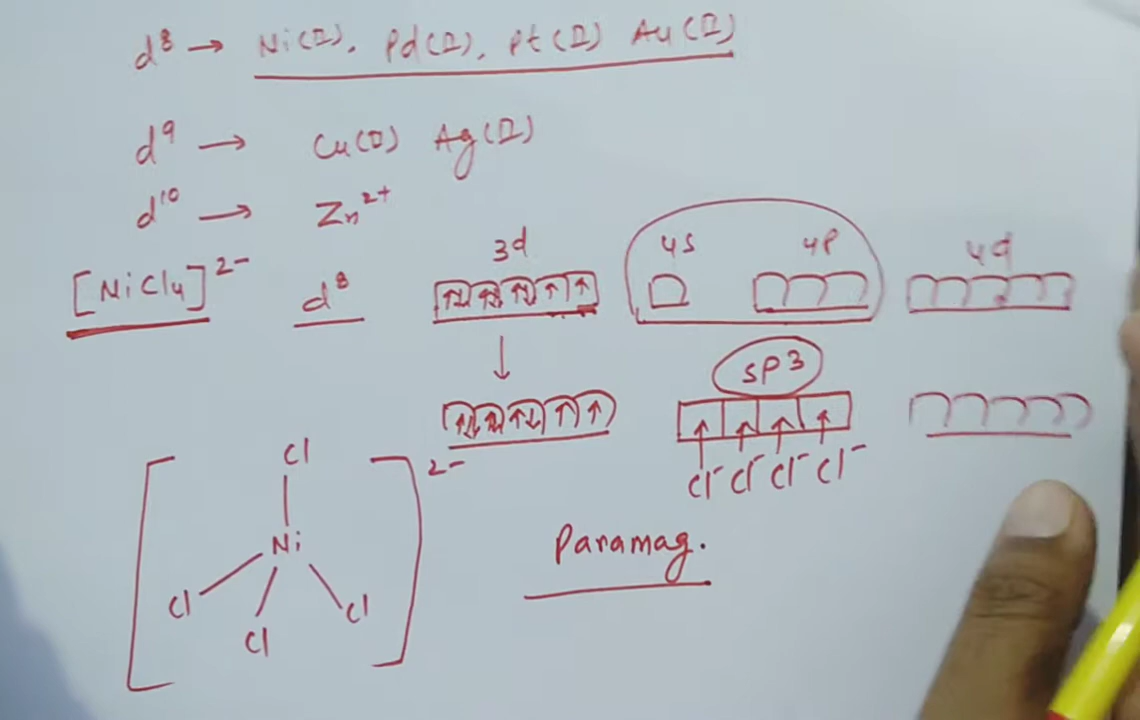 d⁸ → Ni(II), Pd(II), Pt(II) Au(II)
d⁹ → Cu(II) Ag(II)
d¹⁰ → Zn²⁺
3d 4s 4p 4d
[NiCl₄]²⁻ d⁸ ↑↓ ↑↓ ↑↓ ↑ ↑
↓ sp3
↑↓ ↑↓ ↑↓ ↑ ↑ ↑ ↑ ↑ ↑
Cl⁻ Cl⁻ Cl⁻ Cl⁻
Cl 2-
Ni
Cl Cl Cl
Paramag.